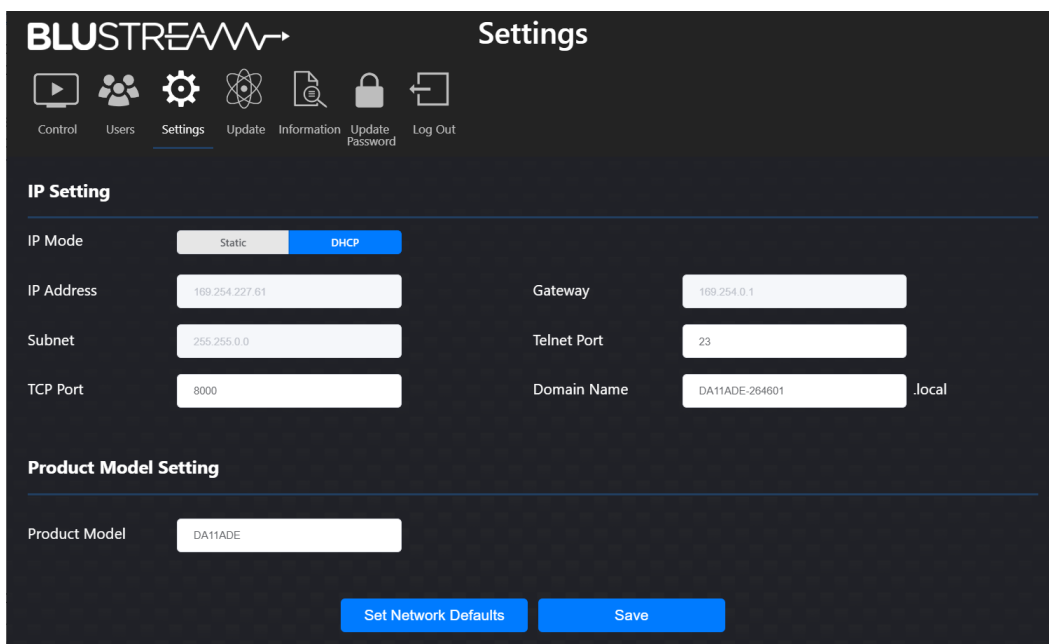 BLUSTREAM
Settings
Control
Users
Settings
Update
Information
Update
Password
Log Out
IP Setting
IP Mode
Static
DHCP
IP Address
169.254.227.61
Gateway
169.254.0.1
Subnet
255.255.0.0
Telnet Port
23
TCP Port
8000
Domain Name
DA11ADE-264601
.local
Product Model Setting
Product Model
DA11ADE
Set Network Defaults
Save